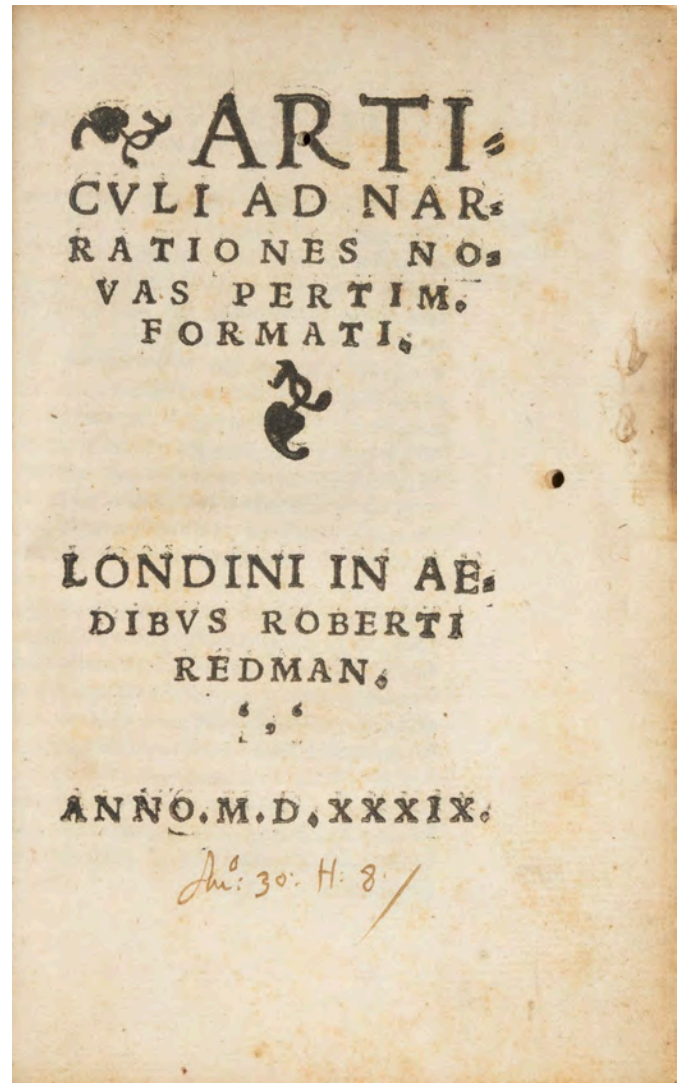 ❧ ARTI⸗
CVLI AD NAR⸗
RATIONES NO⸗
VAS PERTIM.
FORMATI.
LONDINI IN AE⸗
DIBVS ROBERTI
REDMAN.
ANNO.M.D.XXXIX.
Anº: 30: H: 8. /